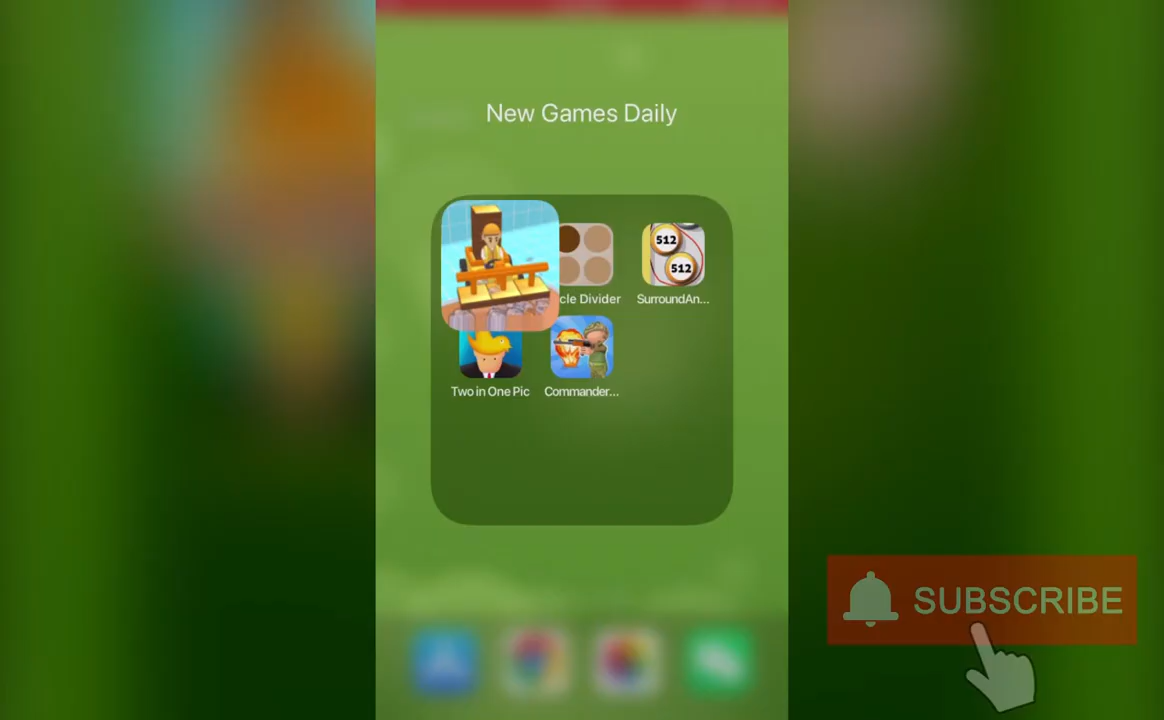 New Games Daily
512
512
cle Divider
SurroundAn...
Two in One Pic
Commander...
SUBSCRIBE